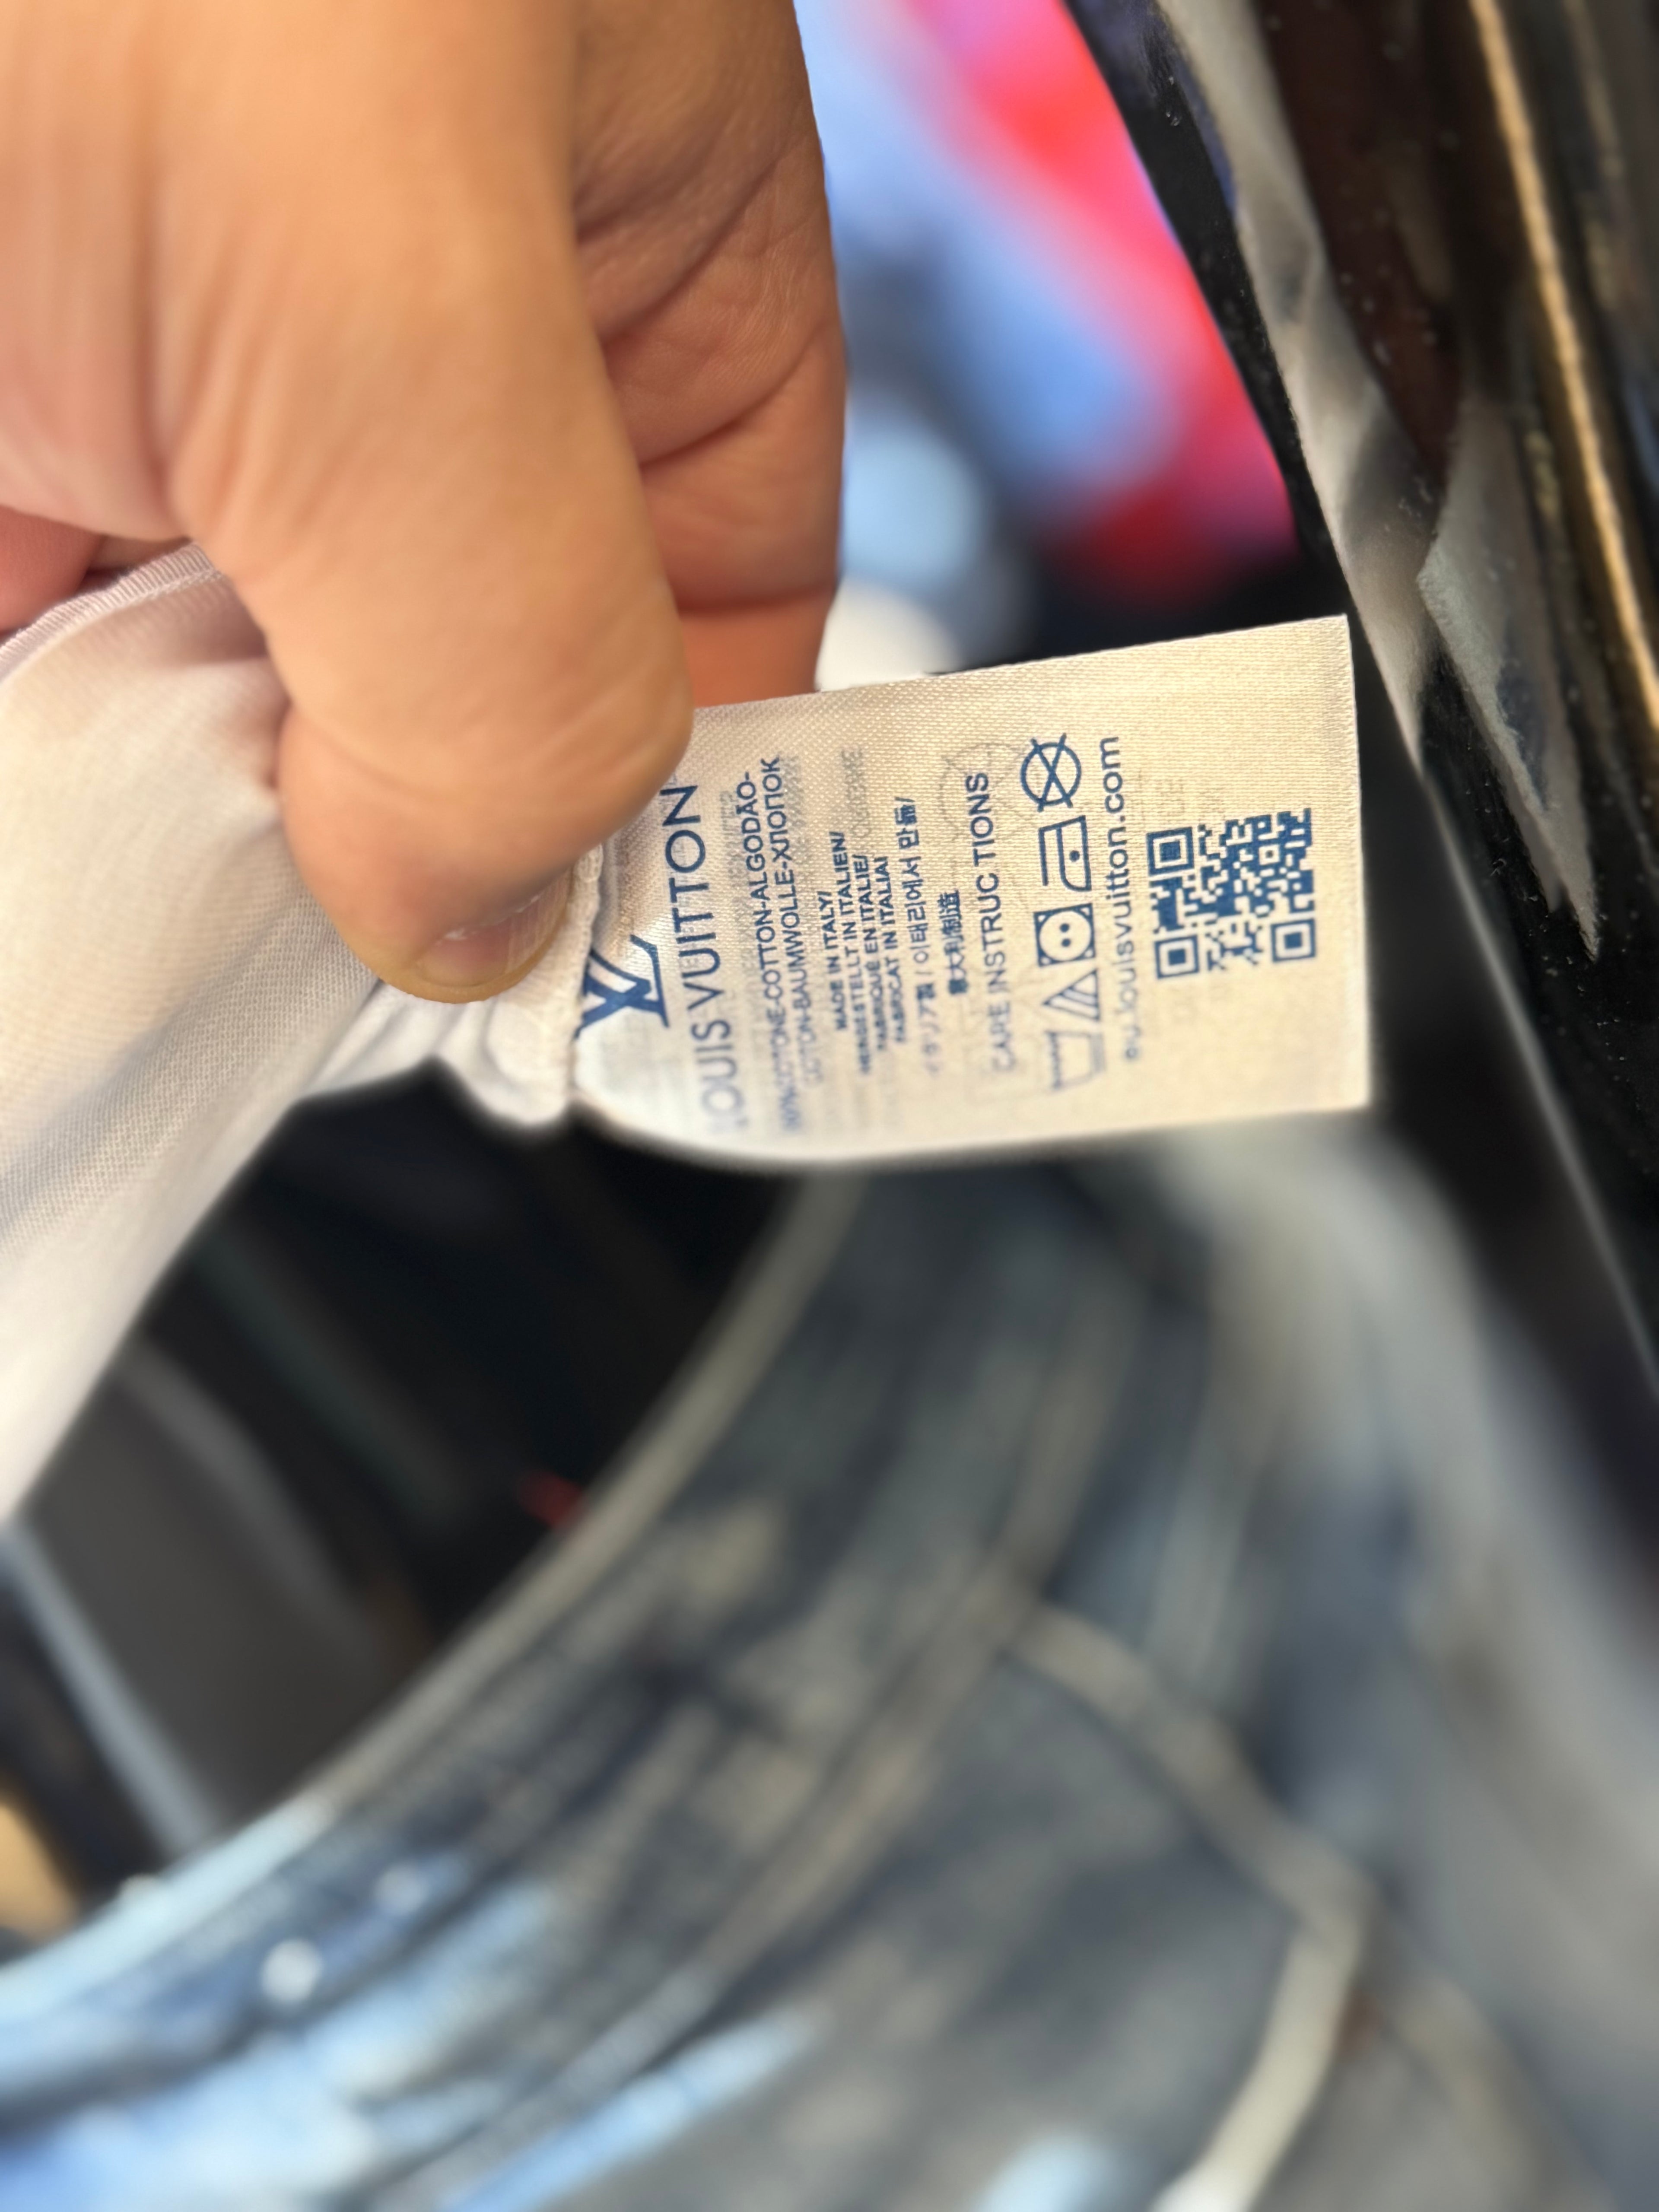 LV
LOUIS VUITTON
100%COTONE-COTTON-ALGODÃO-
COTON-BAUMWOLLE-ХЛОПОК
MADE IN ITALY/
HERGESTELLT IN ITALIEN/
FABRIQUÉ EN ITALIE/
FABRICAT IN ITALIA/
イタリア製 / 이태리에서 만듦/
意大利制造
CARE INSTRUCTIONS
eu.louisvuitton.com